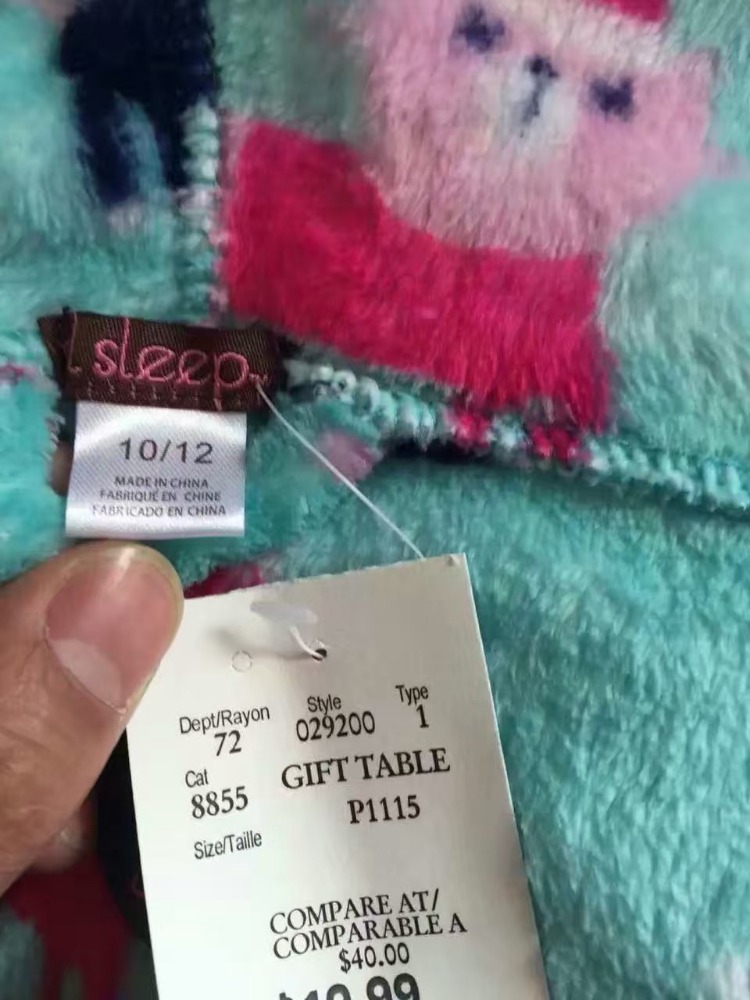 sleep
10/12
MADE IN CHINA
FABRIQUÉ EN CHINE
FABRICADO EN CHINA
Dept/Rayon Style Type
72 029200 1
Cat GIFT TABLE
8855 P1115
Size/Taille
COMPARE AT/
COMPARABLE A
$40.00